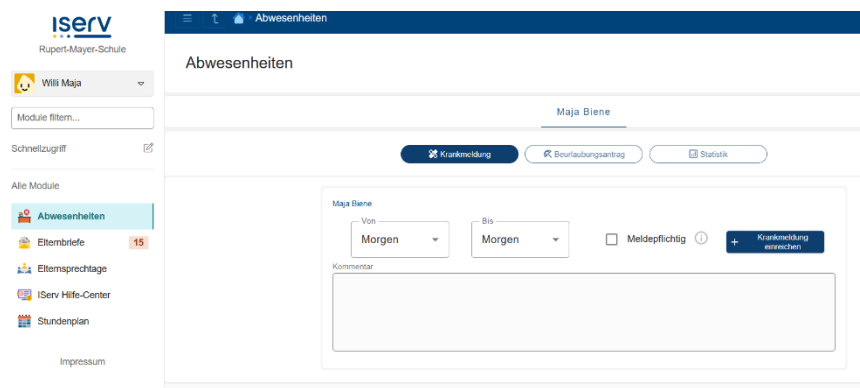 IServ
Rupert-Mayer-Schule
Willi Maja
Module filtern...
Schnellzugriff
Alle Module
Abwesenheiten
Elternbriefe 15
Elternsprechtage
IServ Hilfe-Center
Stundenplan
Impressum
Abwesenheiten
Abwesenheiten
Maja Biene
Krankmeldung Beurlaubungsantrag Statistik
Maja Biene
Von Bis
Morgen Morgen Meldepflichtig + Krankmeldung
einreichen
Kommentar